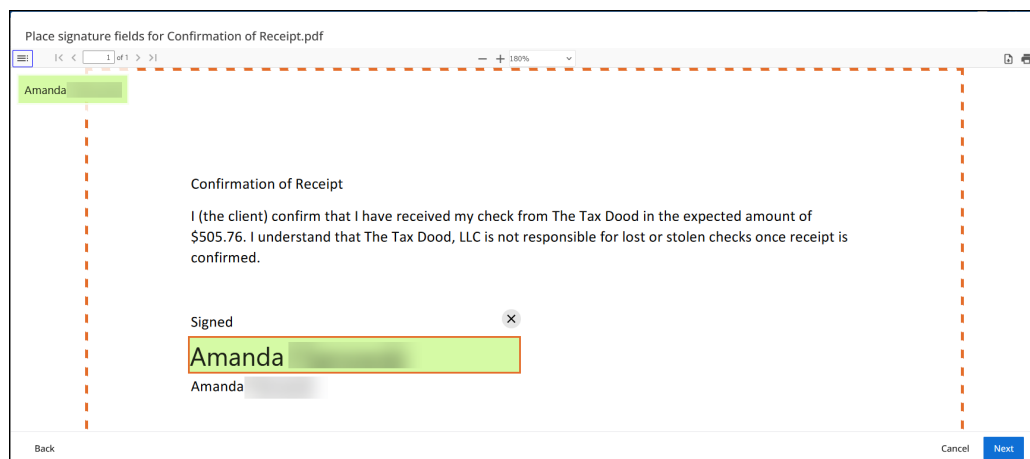 Place signature fields for Confirmation of Receipt.pdf
1 of 1
180%
Amanda
Confirmation of Receipt
I (the client) confirm that I have received my check from The Tax Dood in the expected amount of
$505.76. I understand that The Tax Dood, LLC is not responsible for lost or stolen checks once receipt is
confirmed.
Signed
Amanda
Amanda
Back
Cancel
Next